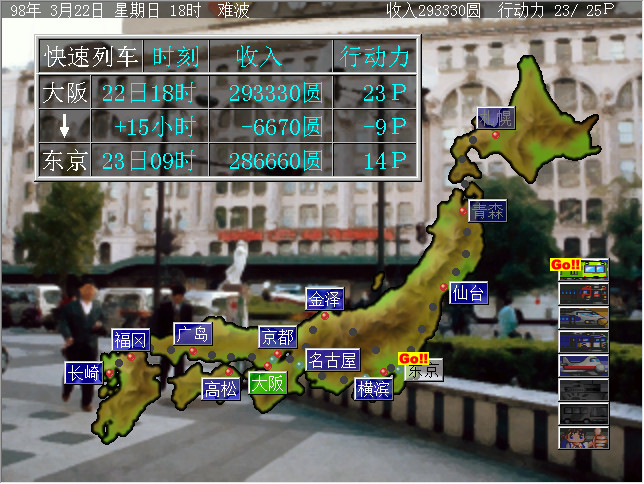 98年 3月22日 星期日 18时 难波 收入293330圆 行动力 23/ 25P
快速列车 时刻 收入 行动力
大阪 22日18时 293330圆 23P
↓ +15小时 -6670圆 -9P
东京 23日09时 286660圆 14P
札幌
青森
仙台
金泽
Go!!
广岛
京都
福冈
名古屋
Go!!
东京
长崎
高松
大阪
横滨